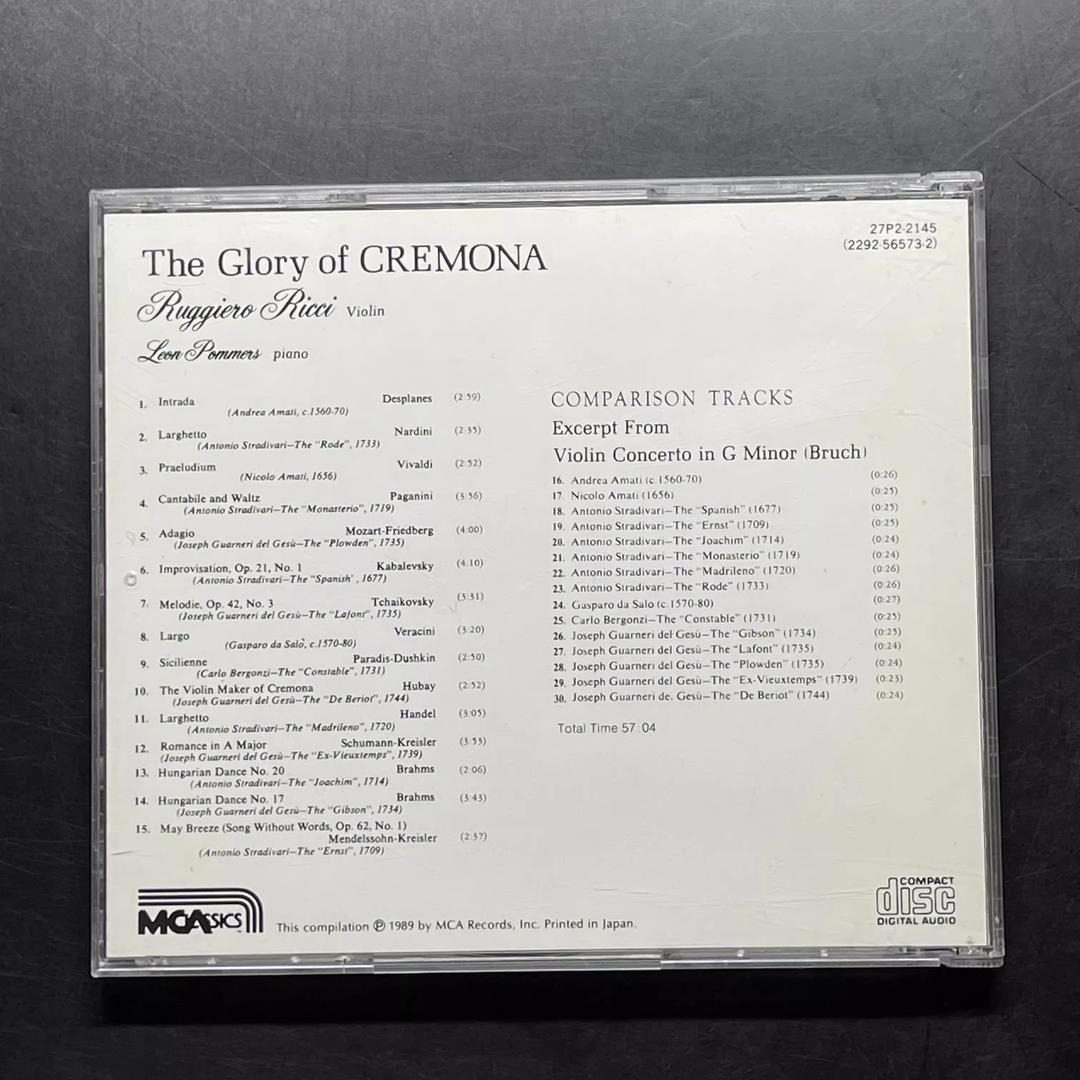 27P2-2145
(2292-56573-2)
The Glory of CREMONA
Ruggiero Ricci Violin
Leon Pommers piano
1. Intrada Desplanes (2:59)
(Andrea Amati, c.1560-70)
2. Larghetto Nardini (2:35)
(Antonio Stradivari—The "Rode", 1733)
3. Praeludium Vivaldi (2:52)
(Nicolo Amati, 1656)
4. Cantabile and Waltz Paganini (3:56)
(Antonio Stradivari—The "Monasterio", 1719)
5. Adagio Mozart-Friedberg (4:00)
(Joseph Guarneri del Gesù—The "Plowden", 1735)
6. Improvisation, Op. 21, No. 1 Kabalevsky (4:10)
(Antonio Stradivari—The "Spanish", 1677)
7. Melodie, Op. 42, No. 3 Tchaikovsky (3:31)
(Joseph Guarneri del Gesù—The "Lafont", 1735)
8. Largo Veracini (3:20)
(Gasparo da Salò, c.1570-80)
9. Sicilienne Paradis-Dushkin (2:50)
(Carlo Bergonzi—The "Constable", 1731)
10. The Violin Maker of Cremona Hubay (2:52)
(Joseph Guarneri del Gesù—The "De Beriot", 1744)
11. Larghetto Handel (3:05)
(Antonio Stradivari—The "Madrileno", 1720)
12. Romance in A Major Schumann-Kreisler (3:53)
(Joseph Guarneri del Gesù—The "Ex-Vieuxtemps", 1739)
13. Hungarian Dance No. 20 Brahms (2:06)
(Antonio Stradivari—The "Joachim", 1714)
14. Hungarian Dance No. 17 Brahms (3:43)
(Joseph Guarneri del Gesù—The "Gibson", 1734)
15. May Breeze (Song Without Words, Op. 62, No. 1)
Mendelssohn-Kreisler (2:37)
(Antonio Stradivari—The "Ernst", 1709)
COMPARISON TRACKS
Excerpt From
Violin Concerto in G Minor (Bruch)
16. Andrea Amati (c. 1560-70) (0:26)
17. Nicolo Amati (1656) (0:25)
18. Antonio Stradivari—The "Spanish" (1677) (0:25)
19. Antonio Stradivari—The "Ernst" (1709) (0:25)
20. Antonio Stradivari—The "Joachim" (1714) (0:24)
21. Antonio Stradivari—The "Monasterio" (1719) (0:24)
22. Antonio Stradivari—The "Madrileno" (1720) (0:26)
23. Antonio Stradivari—The "Rode" (1733) (0:26)
24. Gasparo da Salo (c.1570-80) (0:27)
25. Carlo Bergonzi—The "Constable" (1731) (0:25)
26. Joseph Guarneri del Gesù—The "Gibson" (1734) (0:25)
27. Joseph Guarneri del Gesù—The "Lafont" (1735) (0:24)
28. Joseph Guarneri del Gesù—The "Plowden" (1735) (0:24)
29. Joseph Guarneri del Gesù—The "Ex-Vieuxtemps" (1739) (0:23)
30. Joseph Guarneri de. Gesù—The "De Beriot" (1744) (0:24)
Total Time 57:04
MCA CLASSICS
This compilation ℗ 1989 by MCA Records, Inc. Printed in Japan.
COMPACT
disc
DIGITAL AUDIO